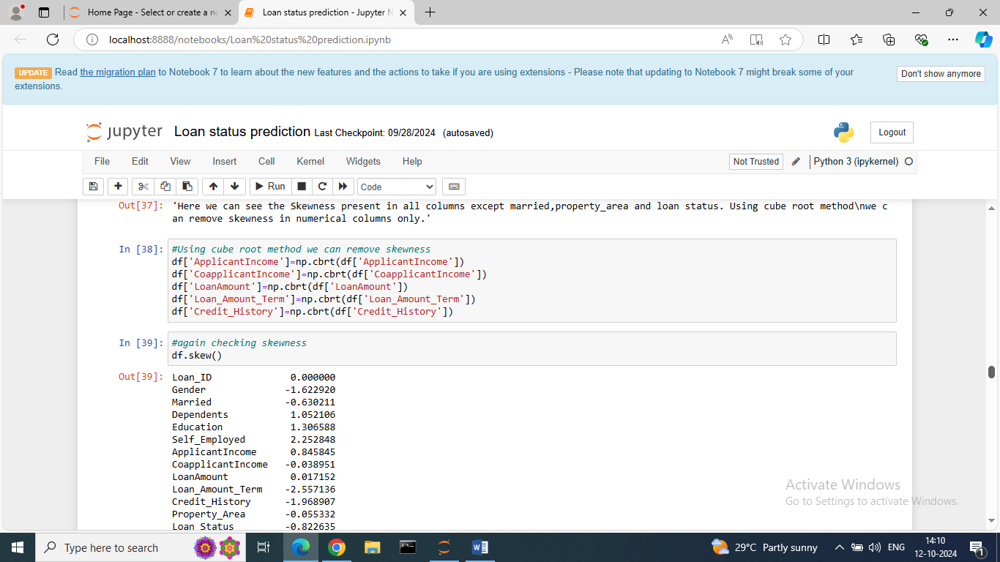 Home Page - Select or create a n
Loan status prediction - Jupyter N
localhost:8888/notebooks/Loan%20status%20prediction.ipynb
UPDATE Read the migration plan to Notebook 7 to learn about the new features and the actions to take if you are using extensions - Please note that updating to Notebook 7 might break some of your
extensions.
Don't show anymore
jupyter Loan status prediction Last Checkpoint: 09/28/2024 (autosaved)
Logout
File Edit View Insert Cell Kernel Widgets Help
Not Trusted
Python 3 (ipykernel)
Run
Code
Out[37]: 'Here we can see the Skewness present in all columns except married,property_area and loan status. Using cube root method\nwe c
an remove skewness in numerical columns only.'
In [38]: #Using cube root method we can remove skewness
df['ApplicantIncome']=np.cbrt(df['ApplicantIncome'])
df['CoapplicantIncome']=np.cbrt(df['CoapplicantIncome'])
df['LoanAmount']=np.cbrt(df['LoanAmount'])
df['Loan_Amount_Term']=np.cbrt(df['Loan_Amount_Term'])
df['Credit_History']=np.cbrt(df['Credit_History'])
In [39]: #again checking skewness
df.skew()
Out[39]: Loan_ID 0.000000
Gender -1.622920
Married -0.630211
Dependents 1.052106
Education 1.306588
Self_Employed 2.252848
ApplicantIncome 0.845845
CoapplicantIncome -0.038951
LoanAmount 0.017152
Loan_Amount_Term -2.557136
Credit_History -1.968907
Property_Area -0.055332
Loan_Status -0.822635
Activate Windows
Go to Settings to activate Windows.
Type here to search
29°C Partly sunny
ENG
14:10
12-10-2024
1